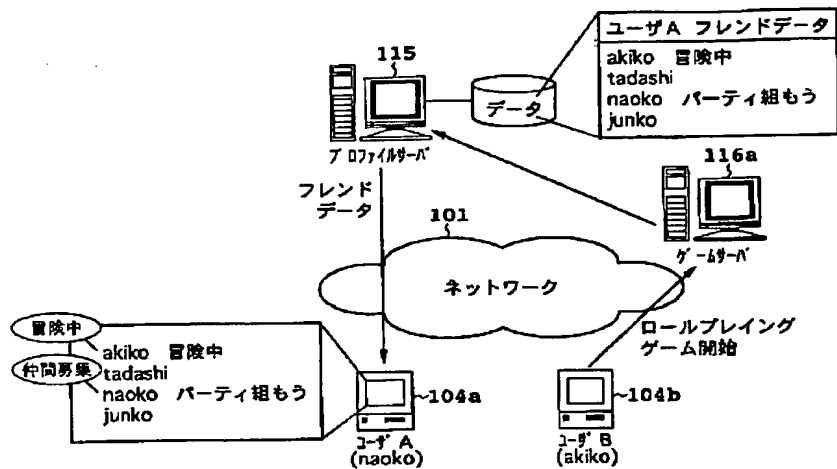 115
データ
ユーザA フレンドデータ
akiko 冒険中
tadashi
naoko パーティ組もう
junko
プロファイルサーバ
116a
フレンド
データ
101
ゲームサーバ
ネットワーク
ロールプレイング
ゲーム開始
冒険中
仲間募集
akiko 冒険中
tadashi
naoko パーティ組もう
junko
104a
ユーザ A
(naoko)
104b
ユーザ B
(akiko)